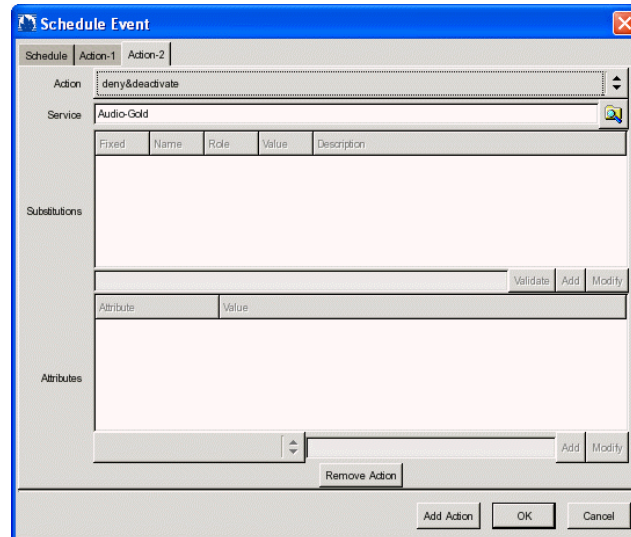 Schedule Event
Schedule Action-1 Action-2
Action deny&deactivate
Service Audio-Gold
Fixed Name Role Value Description
Substitutions
Validate Add Modify
Attribute Value
Attributes
Add Modify
Remove Action
Add Action OK Cancel